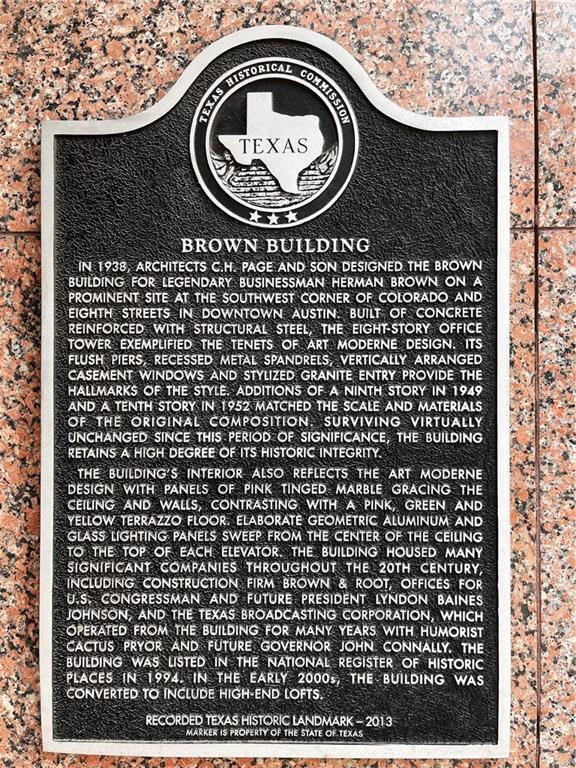 TEXAS HISTORICAL COMMISSION
TEXAS
BROWN BUILDING
IN 1938, ARCHITECTS C.H. PAGE AND SON DESIGNED THE BROWN
BUILDING FOR LEGENDARY BUSINESSMAN HERMAN BROWN ON A
PROMINENT SITE AT THE SOUTHWEST CORNER OF COLORADO AND
EIGHTH STREETS IN DOWNTOWN AUSTIN. BUILT OF CONCRETE
REINFORCED WITH STRUCTURAL STEEL, THE EIGHT-STORY OFFICE
TOWER EXEMPLIFIED THE TENETS OF ART MODERNE DESIGN. ITS
FLUSH PIERS, RECESSED METAL SPANDRELS, VERTICALLY ARRANGED
CASEMENT WINDOWS AND STYLIZED GRANITE ENTRY PROVIDE THE
HALLMARKS OF THE STYLE. ADDITIONS OF A NINTH STORY IN 1949
AND A TENTH STORY IN 1952 MATCHED THE SCALE AND MATERIALS
OF THE ORIGINAL COMPOSITION. SURVIVING VIRTUALLY
UNCHANGED SINCE THIS PERIOD OF SIGNIFICANCE, THE BUILDING
RETAINS A HIGH DEGREE OF ITS HISTORIC INTEGRITY.
THE BUILDING'S INTERIOR ALSO REFLECTS THE ART MODERNE
DESIGN WITH PANELS OF PINK TINGED MARBLE GRACING THE
CEILING AND WALLS, CONTRASTING WITH A PINK, GREEN AND
YELLOW TERRAZZO FLOOR. ELABORATE GEOMETRIC ALUMINUM AND
GLASS LIGHTING PANELS SWEEP FROM THE CENTER OF THE CEILING
TO THE TOP OF EACH ELEVATOR. THE BUILDING HOUSED MANY
SIGNIFICANT COMPANIES THROUGHOUT THE 20TH CENTURY,
INCLUDING CONSTRUCTION FIRM BROWN & ROOT, OFFICES FOR
U.S. CONGRESSMAN AND FUTURE PRESIDENT LYNDON BAINES
JOHNSON, AND THE TEXAS BROADCASTING CORPORATION, WHICH
OPERATED FROM THE BUILDING FOR MANY YEARS WITH HUMORIST
CACTUS PRYOR AND FUTURE GOVERNOR JOHN CONNALLY. THE
BUILDING WAS LISTED IN THE NATIONAL REGISTER OF HISTORIC
PLACES IN 1994. IN THE EARLY 2000s, THE BUILDING WAS
CONVERTED TO INCLUDE HIGH-END LOFTS.
RECORDED TEXAS HISTORIC LANDMARK – 2013
MARKER IS PROPERTY OF THE STATE OF TEXAS